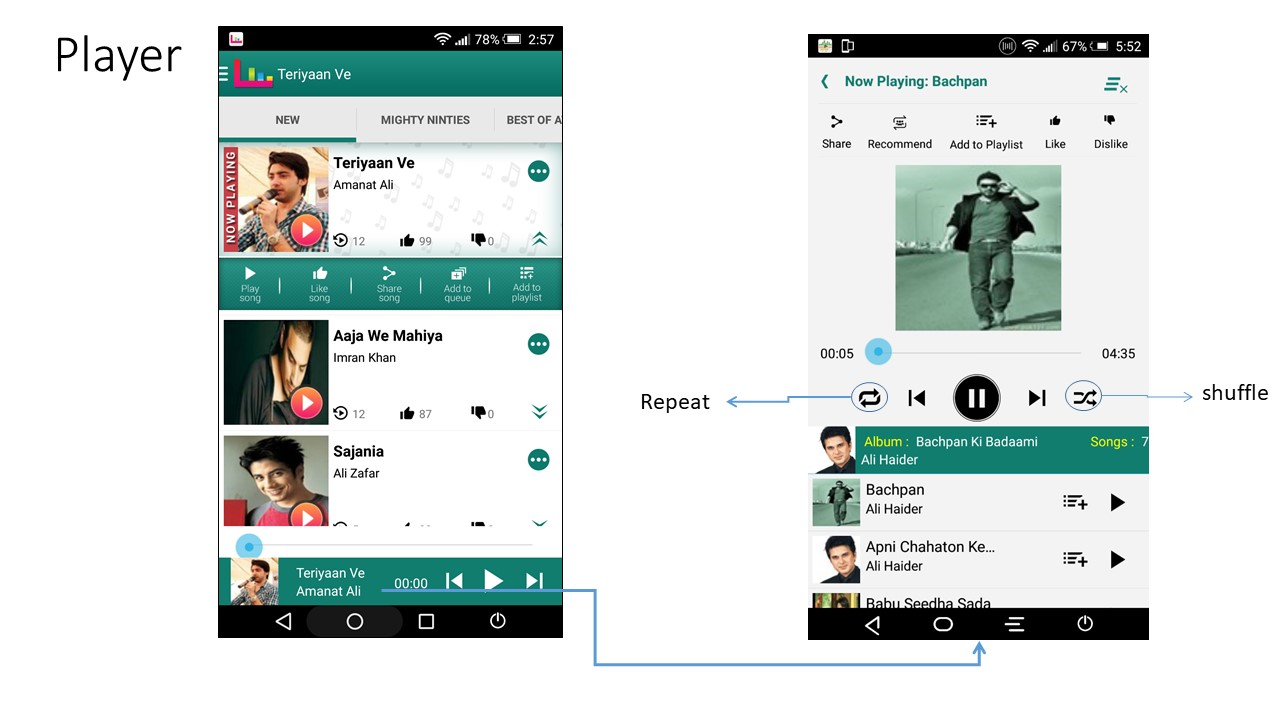 Player
78% 2:57
Teriyaan Ve
NEW MIGHTY NINTIES BEST OF A
NOW PLAYING
Teriyaan Ve
Amanat Ali
12 99 0
Play song
Like song
Share song
Add to queue
Add to playlist
Aaja We Mahiya
Imran Khan
12 87 0
Sajania
Ali Zafar
Teriyaan Ve
Amanat Ali
00:00
67% 5:52
Now Playing: Bachpan
Share Recommend Add to Playlist Like Dislike
00:05 04:35
Repeat
shuffle
Album : Bachpan Ki Badaami Songs : 7
Ali Haider
Bachpan
Ali Haider
Apni Chahaton Ke...
Ali Haider
Babu Seedha Sada